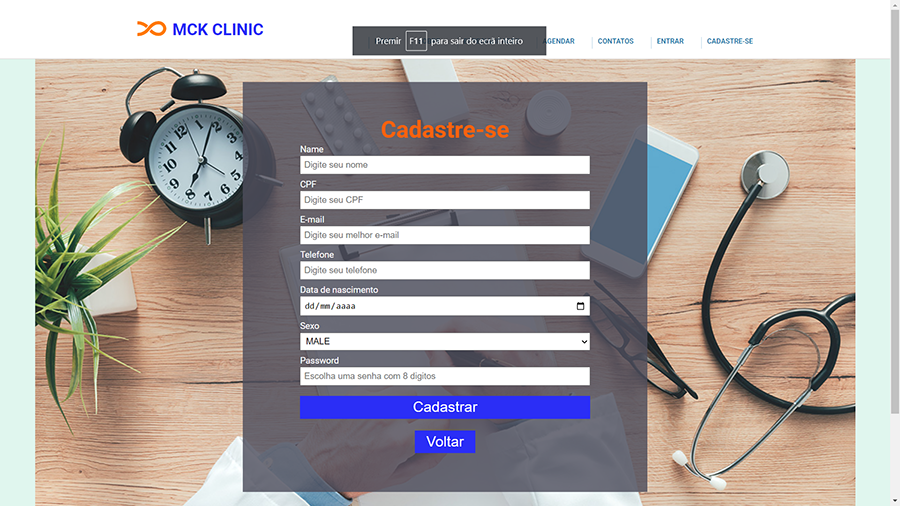 MCK CLINIC
Premir F11 para sair do ecrã inteiro
AGENDAR
CONTATOS
ENTRAR
CADASTRE-SE
Cadastre-se
Name
Digite seu nome
CPF
Digite seu CPF
E-mail
Digite seu melhor e-mail
Telefone
Digite seu telefone
Data de nascimento
dd/mm/aaaa
Sexo
MALE
Password
Escolha uma senha com 8 digitos
Cadastrar
Voltar